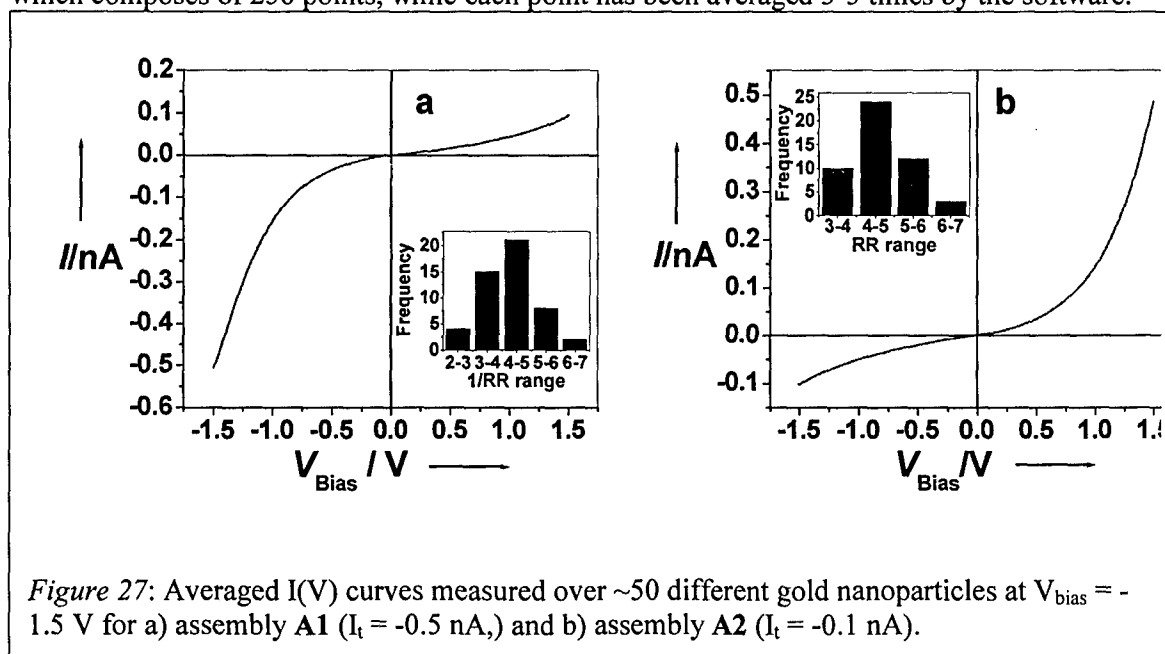 which composes of 256 points, while each point has been averaged 3-5 times by the software.
0.2
0.1
0.0
-0.1
-0.2
-0.3
-0.4
-0.5
-0.6
I/nA
a
20
15
10
5
0
Frequency
2-3 3-4 4-5 5-6 6-7
1/RR range
-1.5 -1.0 -0.5 0.0 0.5 1.0 1.5
VBias / V
0.5
0.4
0.3
0.2
0.1
0.0
-0.1
I/nA
b
25
20
15
10
5
0
Frequency
3-4 4-5 5-6 6-7
RR range
-1.5 -1.0 -0.5 0.0 0.5 1.0
VBias/V
Figure 27: Averaged I(V) curves measured over ~50 different gold nanoparticles at Vbias = -
1.5 V for a) assembly A1 (It = -0.5 nA,) and b) assembly A2 (It = -0.1 nA).